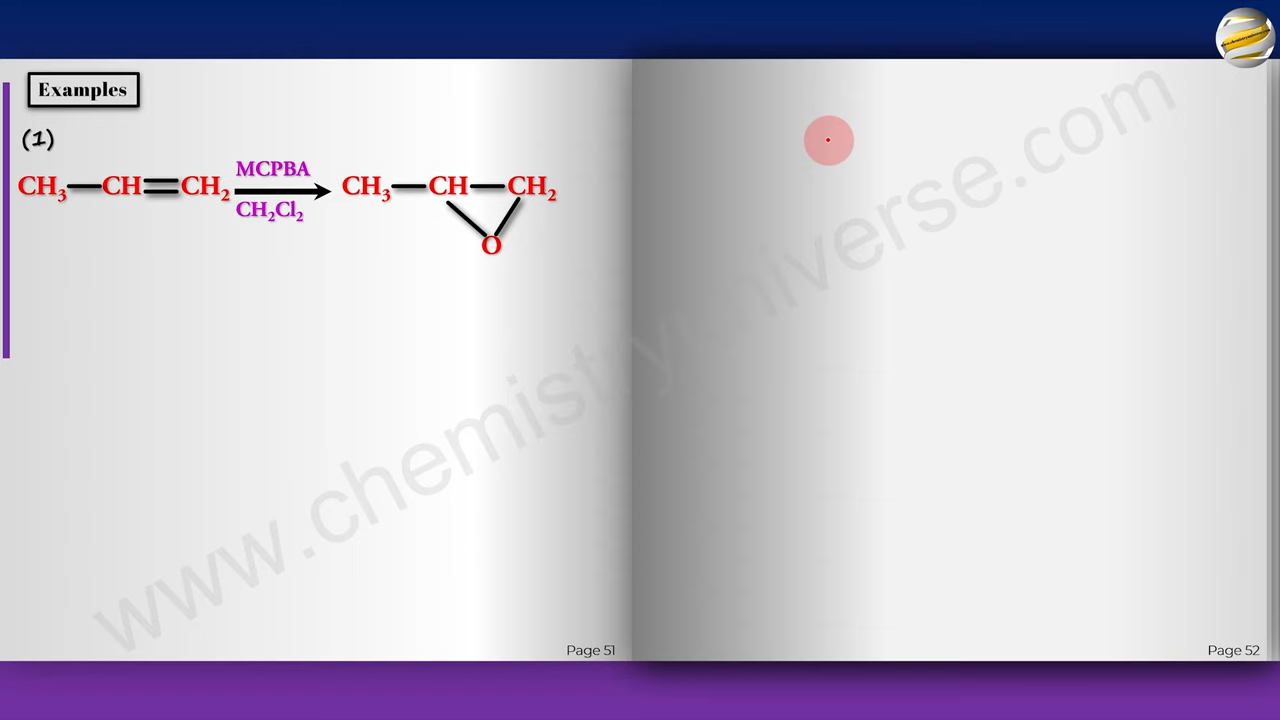 Examples
(1)
MCPBA
CH₃—CH=CH₂ → CH₃—CH—CH₂
CH₂Cl₂
O
www.chemistryuniverse.com
Page 51
Page 52